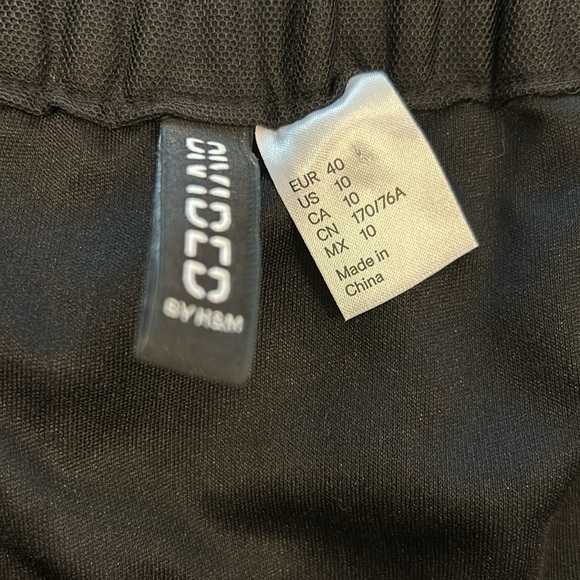 DIVIDED
BY H&M
EUR 40
US 10
CA 10
CN 170/76A
MX 10
Made in
China